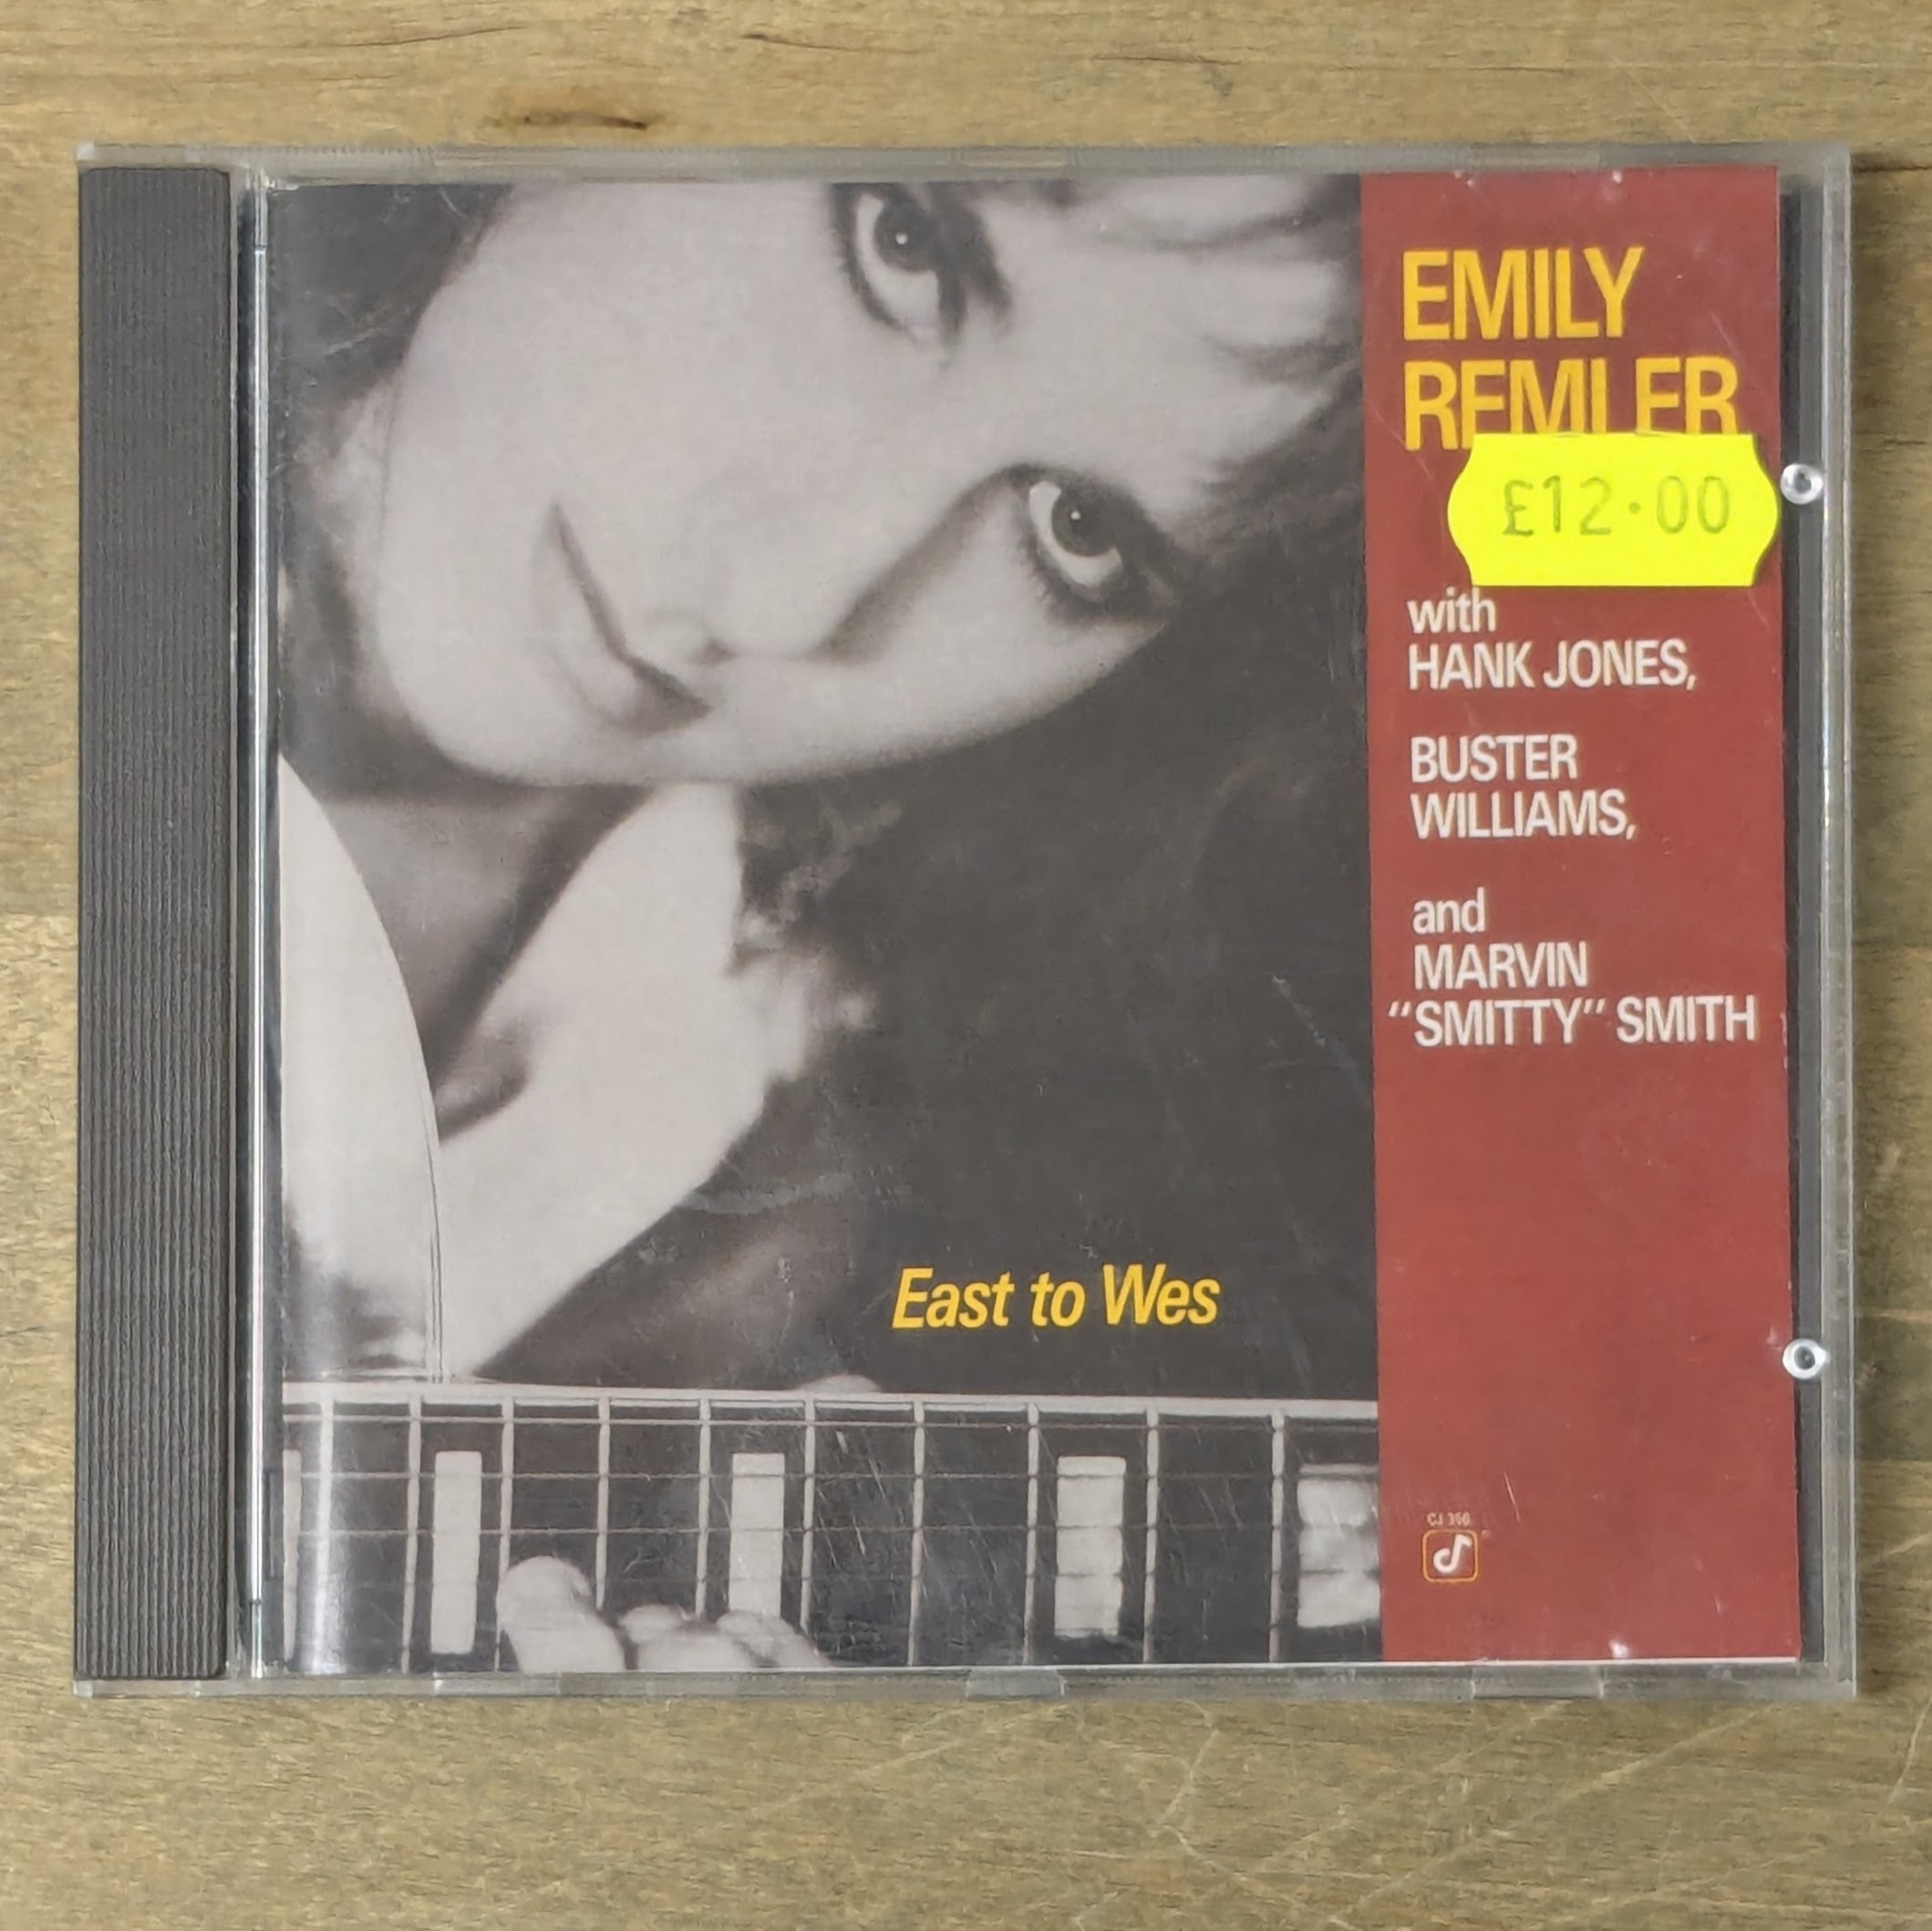 EMILY
REMLER
£12.00
with
HANK JONES,
BUSTER
WILLIAMS,
and
MARVIN
"SMITTY" SMITH
East to Wes